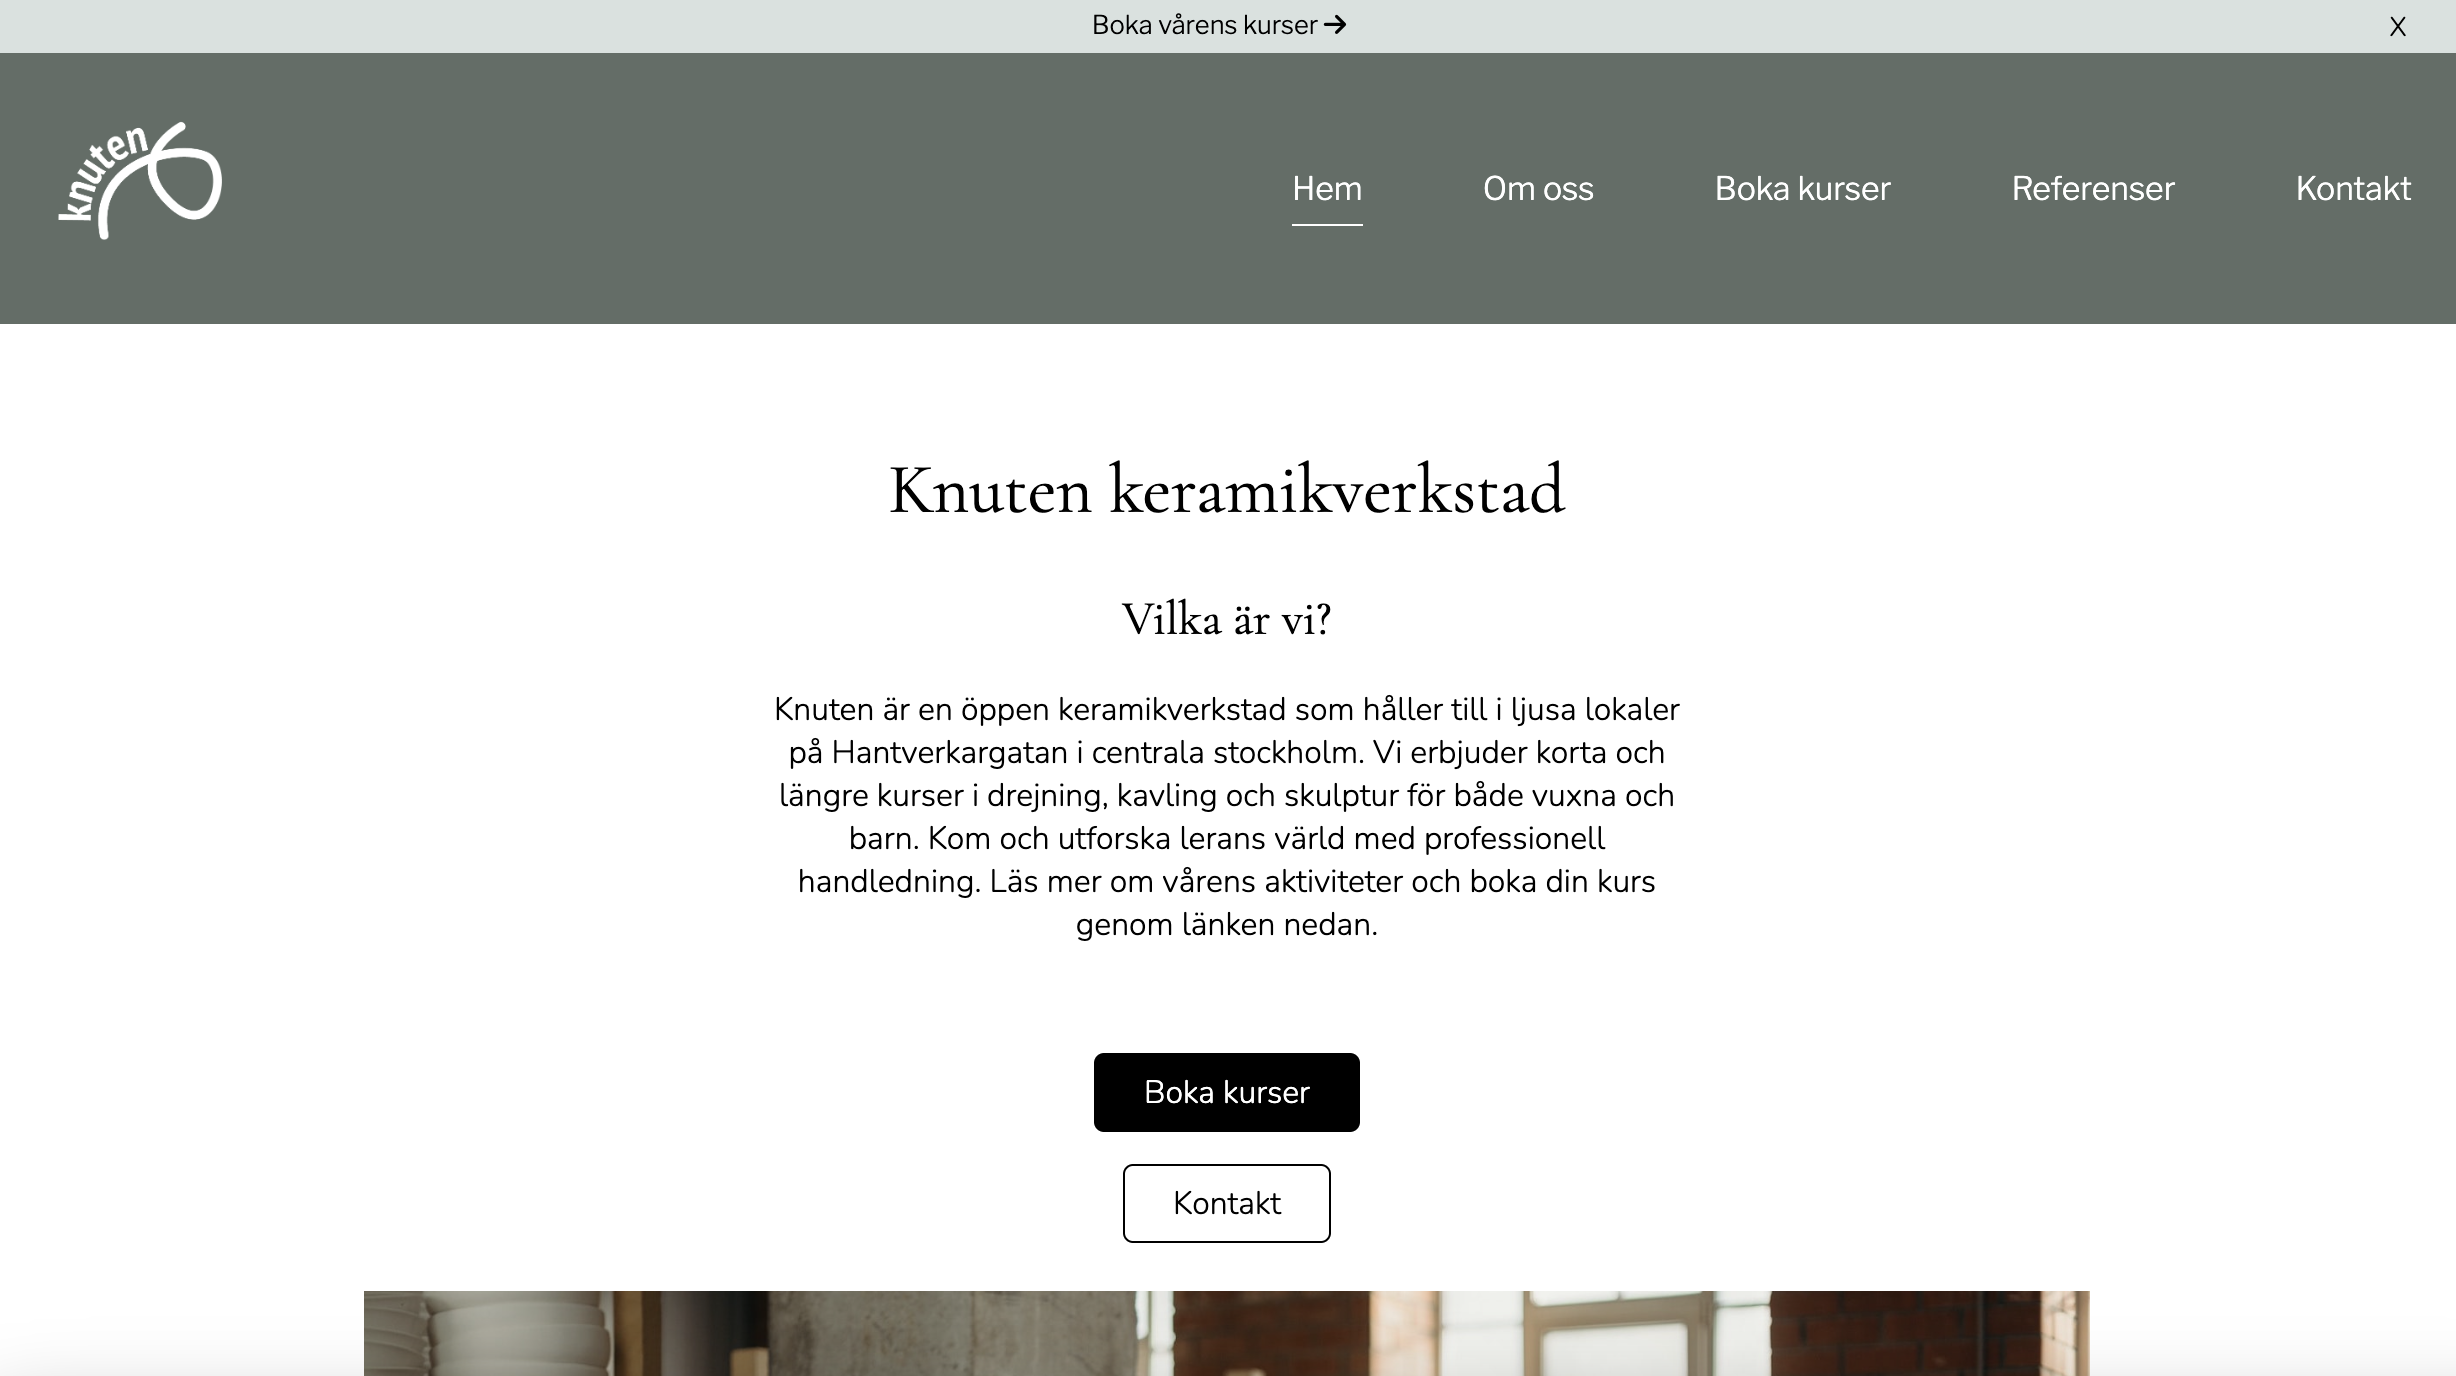 Boka vårens kurser →
X
knuten
Hem
Om oss
Boka kurser
Referenser
Kontakt
Knuten keramikverkstad
Vilka är vi?
Knuten är en öppen keramikverkstad som håller till i ljusa lokaler
på Hantverkargatan i centrala stockholm. Vi erbjuder korta och
längre kurser i drejning, kavling och skulptur för både vuxna och
barn. Kom och utforska lerans värld med professionell
handledning. Läs mer om vårens aktiviteter och boka din kurs
genom länken nedan.
Boka kurser
Kontakt